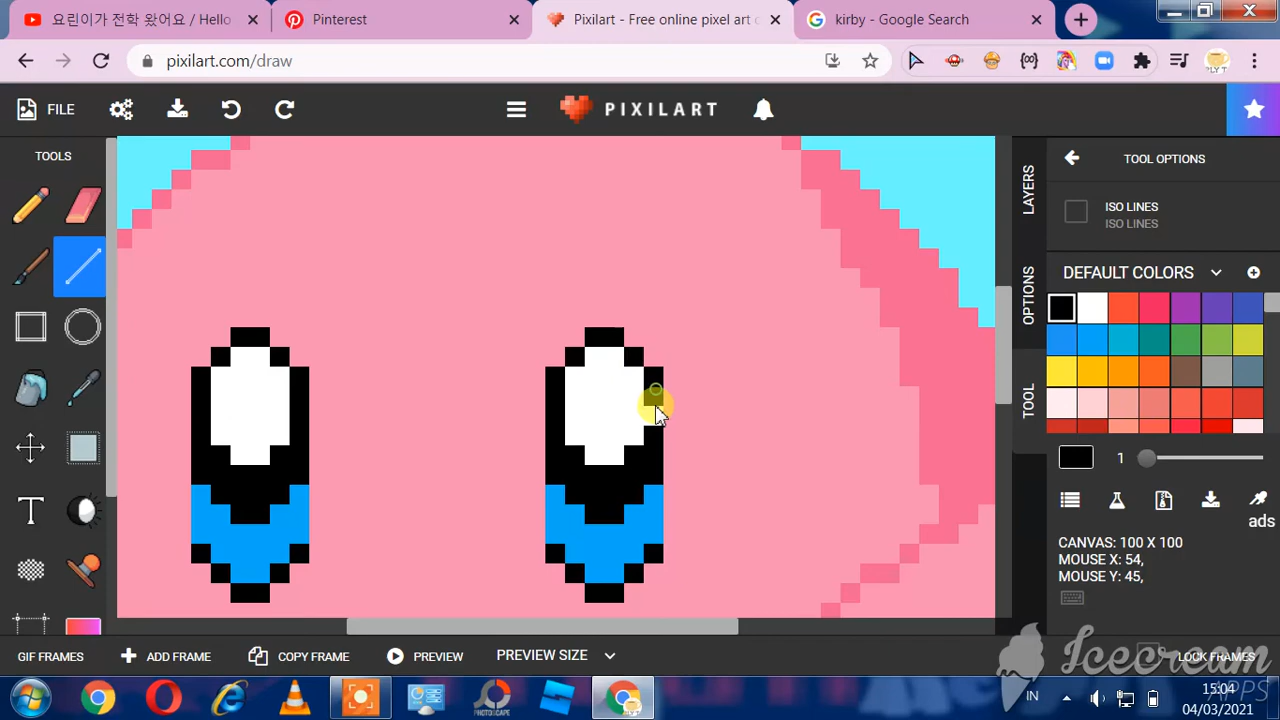 요린이가 전학 왔어요 / Hello
Pinterest
Pixilart - Free online pixel art c
kirby - Google Search
pixilart.com/draw
PLY T
FILE
PIXILART
TOOLS
LAYERS
OPTIONS
TOOL
TOOL OPTIONS
ISO LINES
ISO LINES
DEFAULT COLORS
1
ads
CANVAS: 100 X 100
MOUSE X: 54,
MOUSE Y: 45,
T
GIF FRAMES
ADD FRAME
COPY FRAME
PREVIEW
PREVIEW SIZE
LOCK FRAMES
Icecream
APPS
PHOTOSCAPE
IN
15:04
04/03/2021